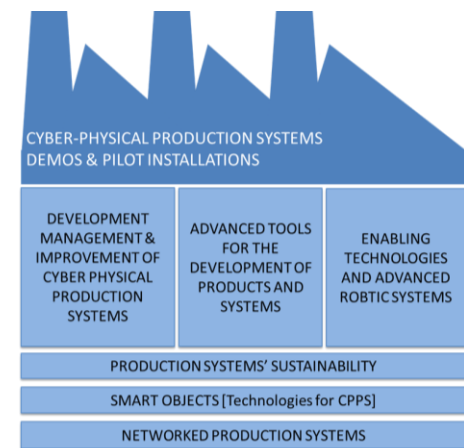 CYBER-PHYSICAL PRODUCTION SYSTEMS
DEMOS & PILOT INSTALLATIONS
DEVELOPMENT
MANAGEMENT &
IMPROVEMENT OF
CYBER PHYSICAL
PRODUCTION
SYSTEMS
ADVANCED TOOLS
FOR THE
DEVELOPMENT OF
PRODUCTS AND
SYSTEMS
ENABLING
TECHNOLOGIES
AND ADVANCED
ROBTIC SYSTEMS
PRODUCTION SYSTEMS’ SUSTAINABILITY
SMART OBJECTS [Technologies for CPPS]
NETWORKED PRODUCTION SYSTEMS